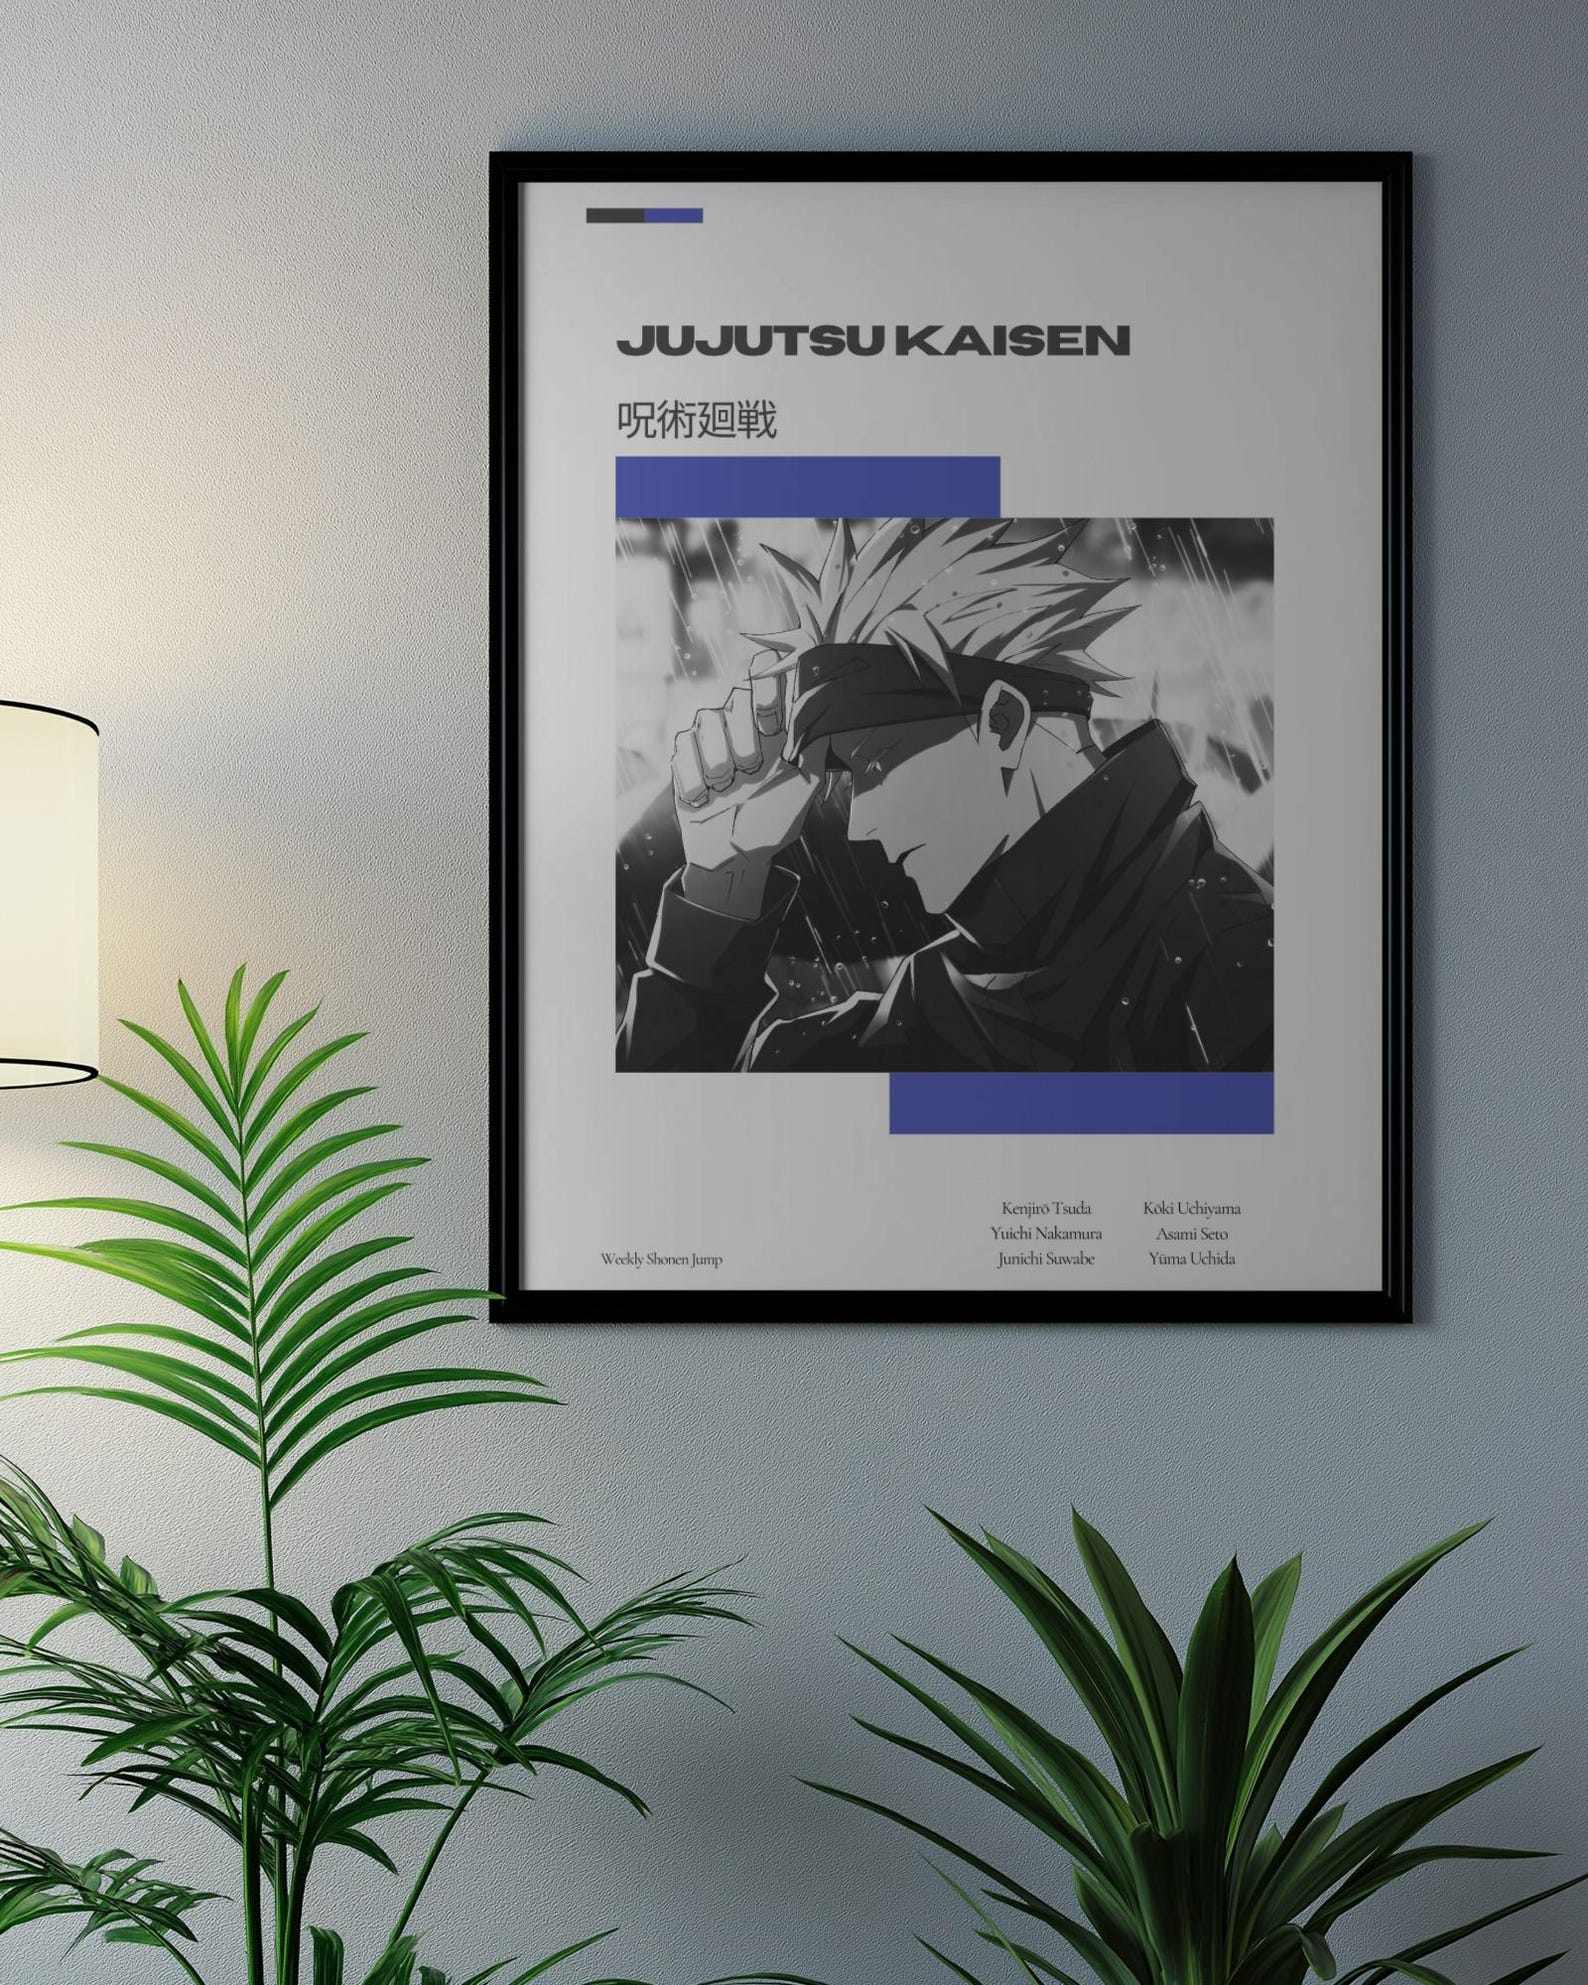 JUJUTSU KAISEN
呪術廻戦
Kenjirō Tsuda
Yuichi Nakamura
Junichi Suwabe
Kōki Uchiyama
Asami Seto
Yūma Uchida
Weekly Shonen Jump